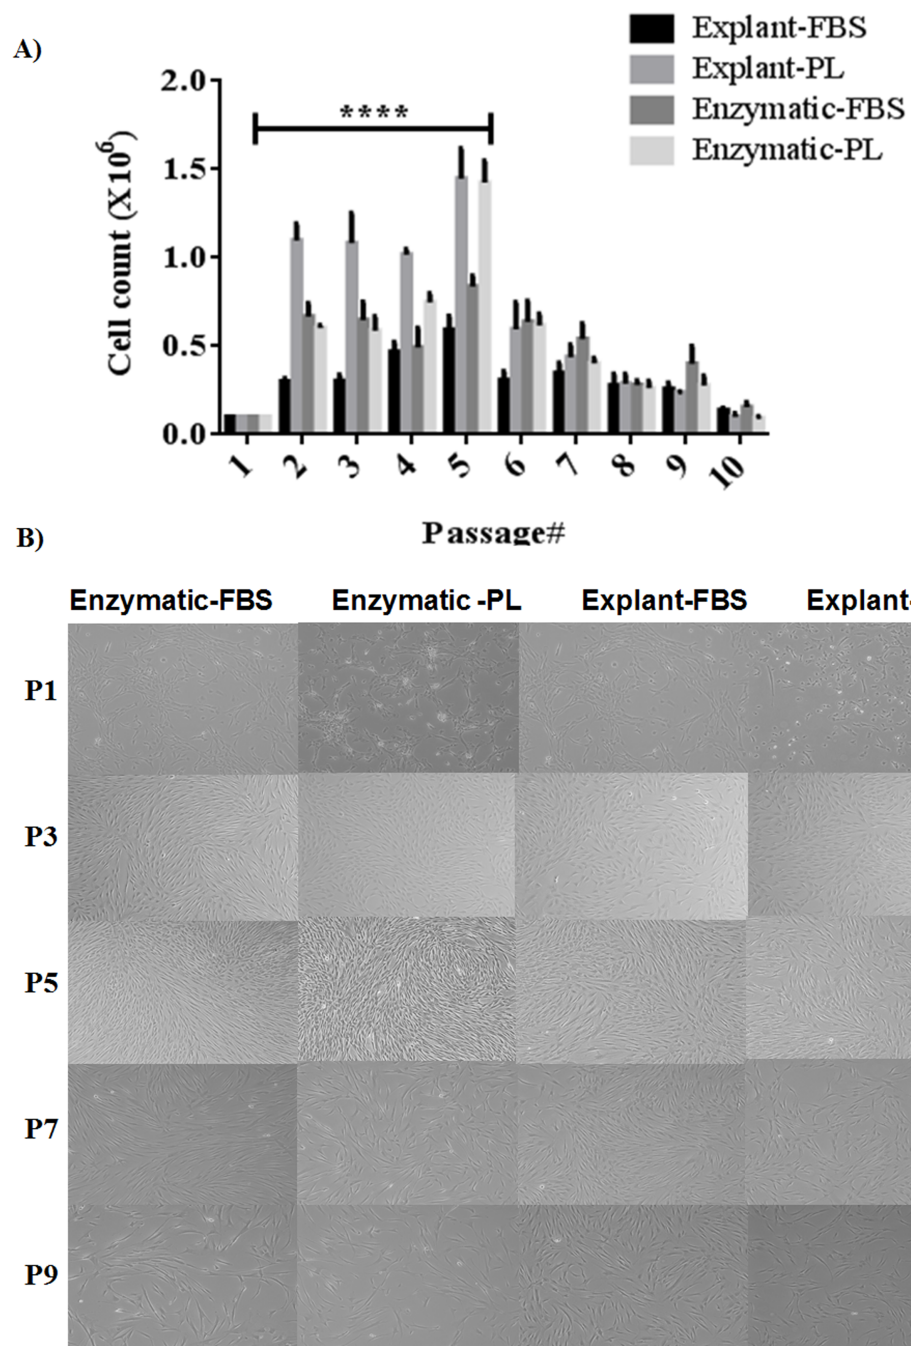 A)
Explant-FBS
Explant-PL
Enzymatic-FBS
Enzymatic-PL
****
Cell count (X10⁶)
2.0
1.5
1.0
0.5
0.0
1 2 3 4 5 6 7 8 9 10
Passage#
B)
Enzymatic-FBS Enzymatic -PL Explant-FBS Explant-
P1
P3
P5
P7
P9